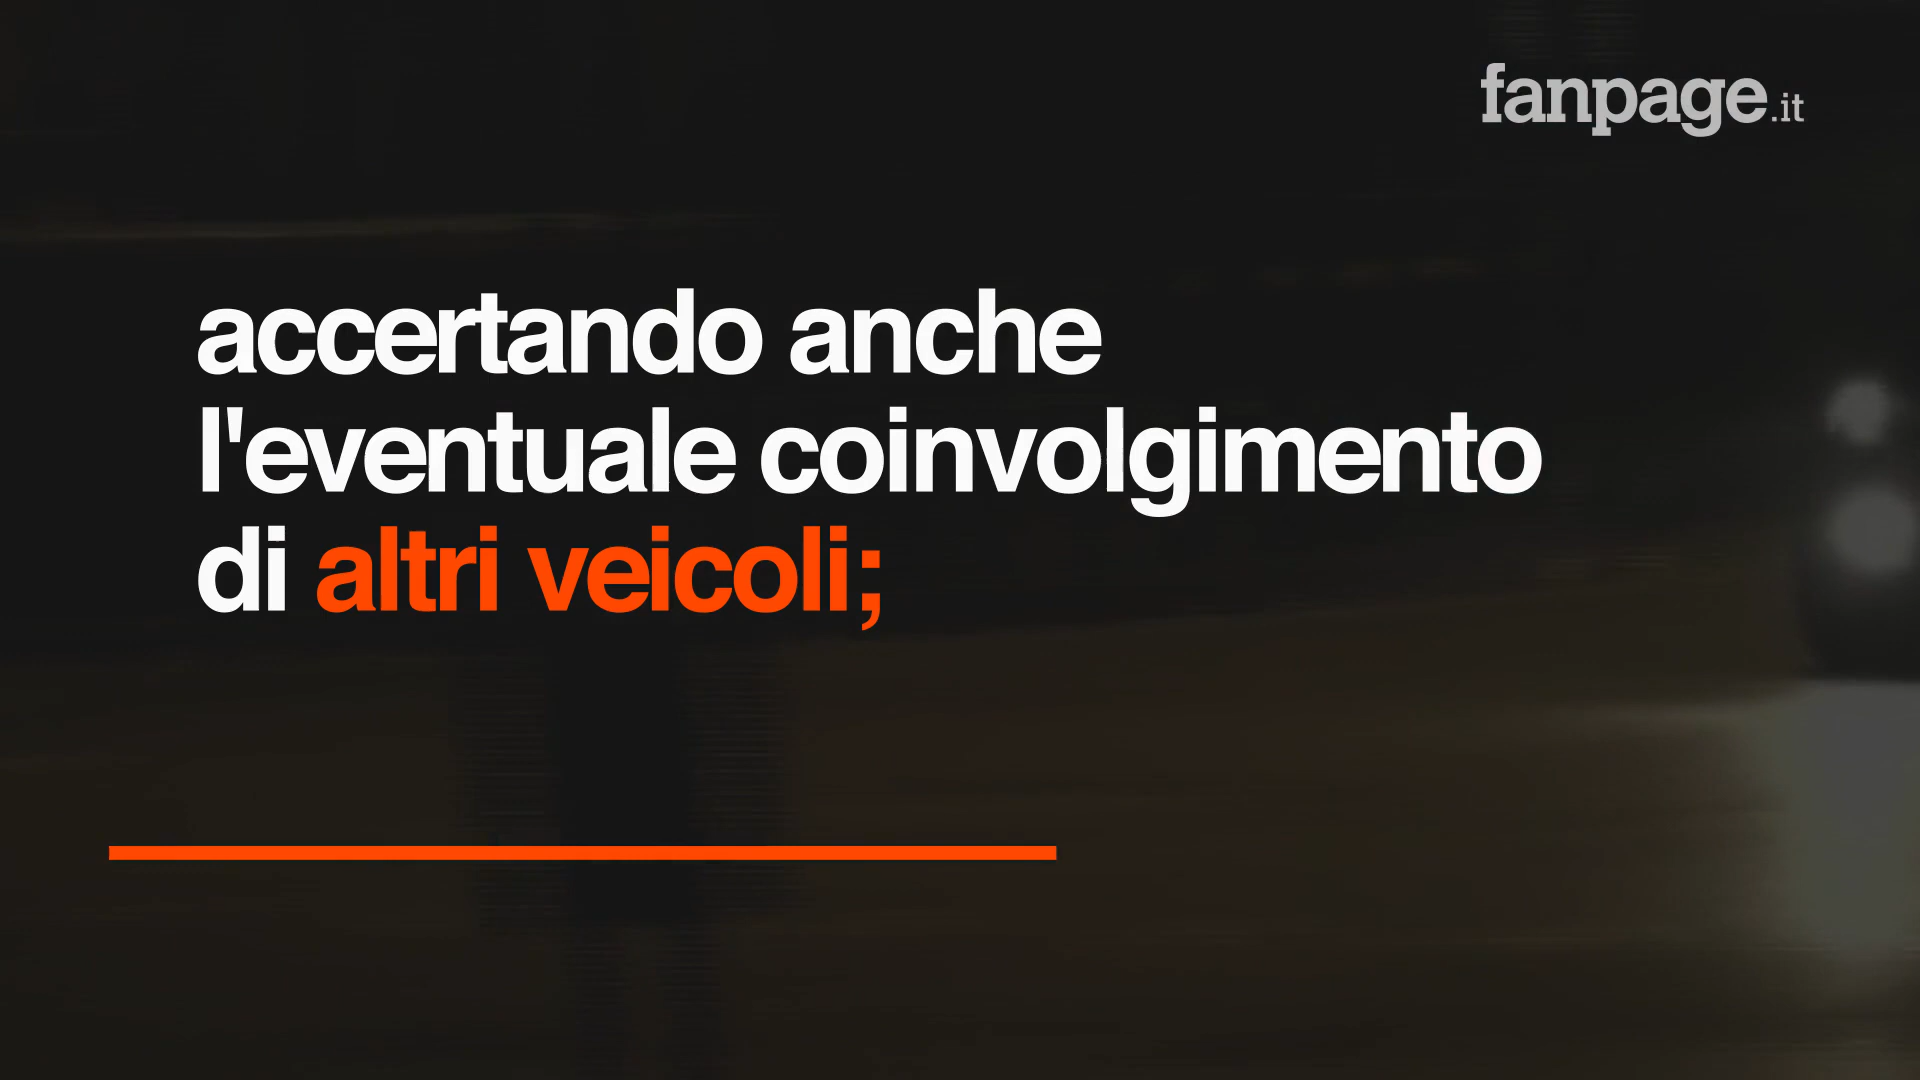 fanpage.it
accertando anche
l'eventuale coinvolgimento
di altri veicoli;